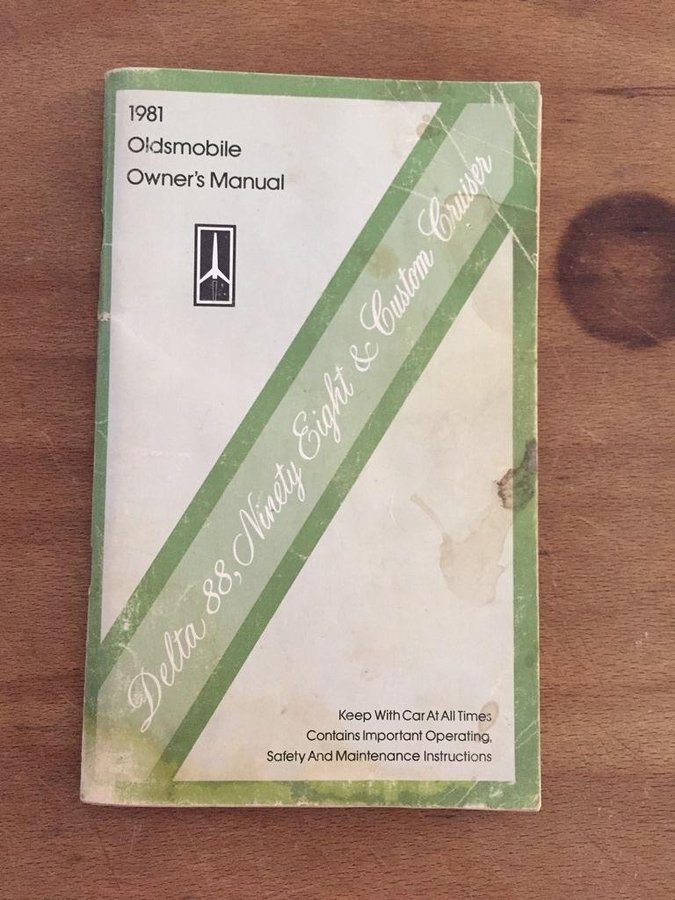 1981
Oldsmobile
Owner's Manual
Delta 88, Ninety Eight & Custom Cruiser
Keep With Car At All Times
Contains Important Operating,
Safety And Maintenance Instructions